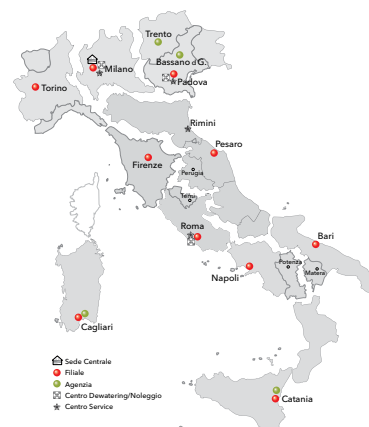 Trento
Bassano d G.
Milano
Padova
Torino
Rimini
Pesaro
Firenze
Perugia
Terni
Roma
Bari
Potenza
Matera
Napoli
Cagliari
Sede Centrale
Filiale
Agenzia
Centro Dewatering/Noleggio
Centro Service
Catania